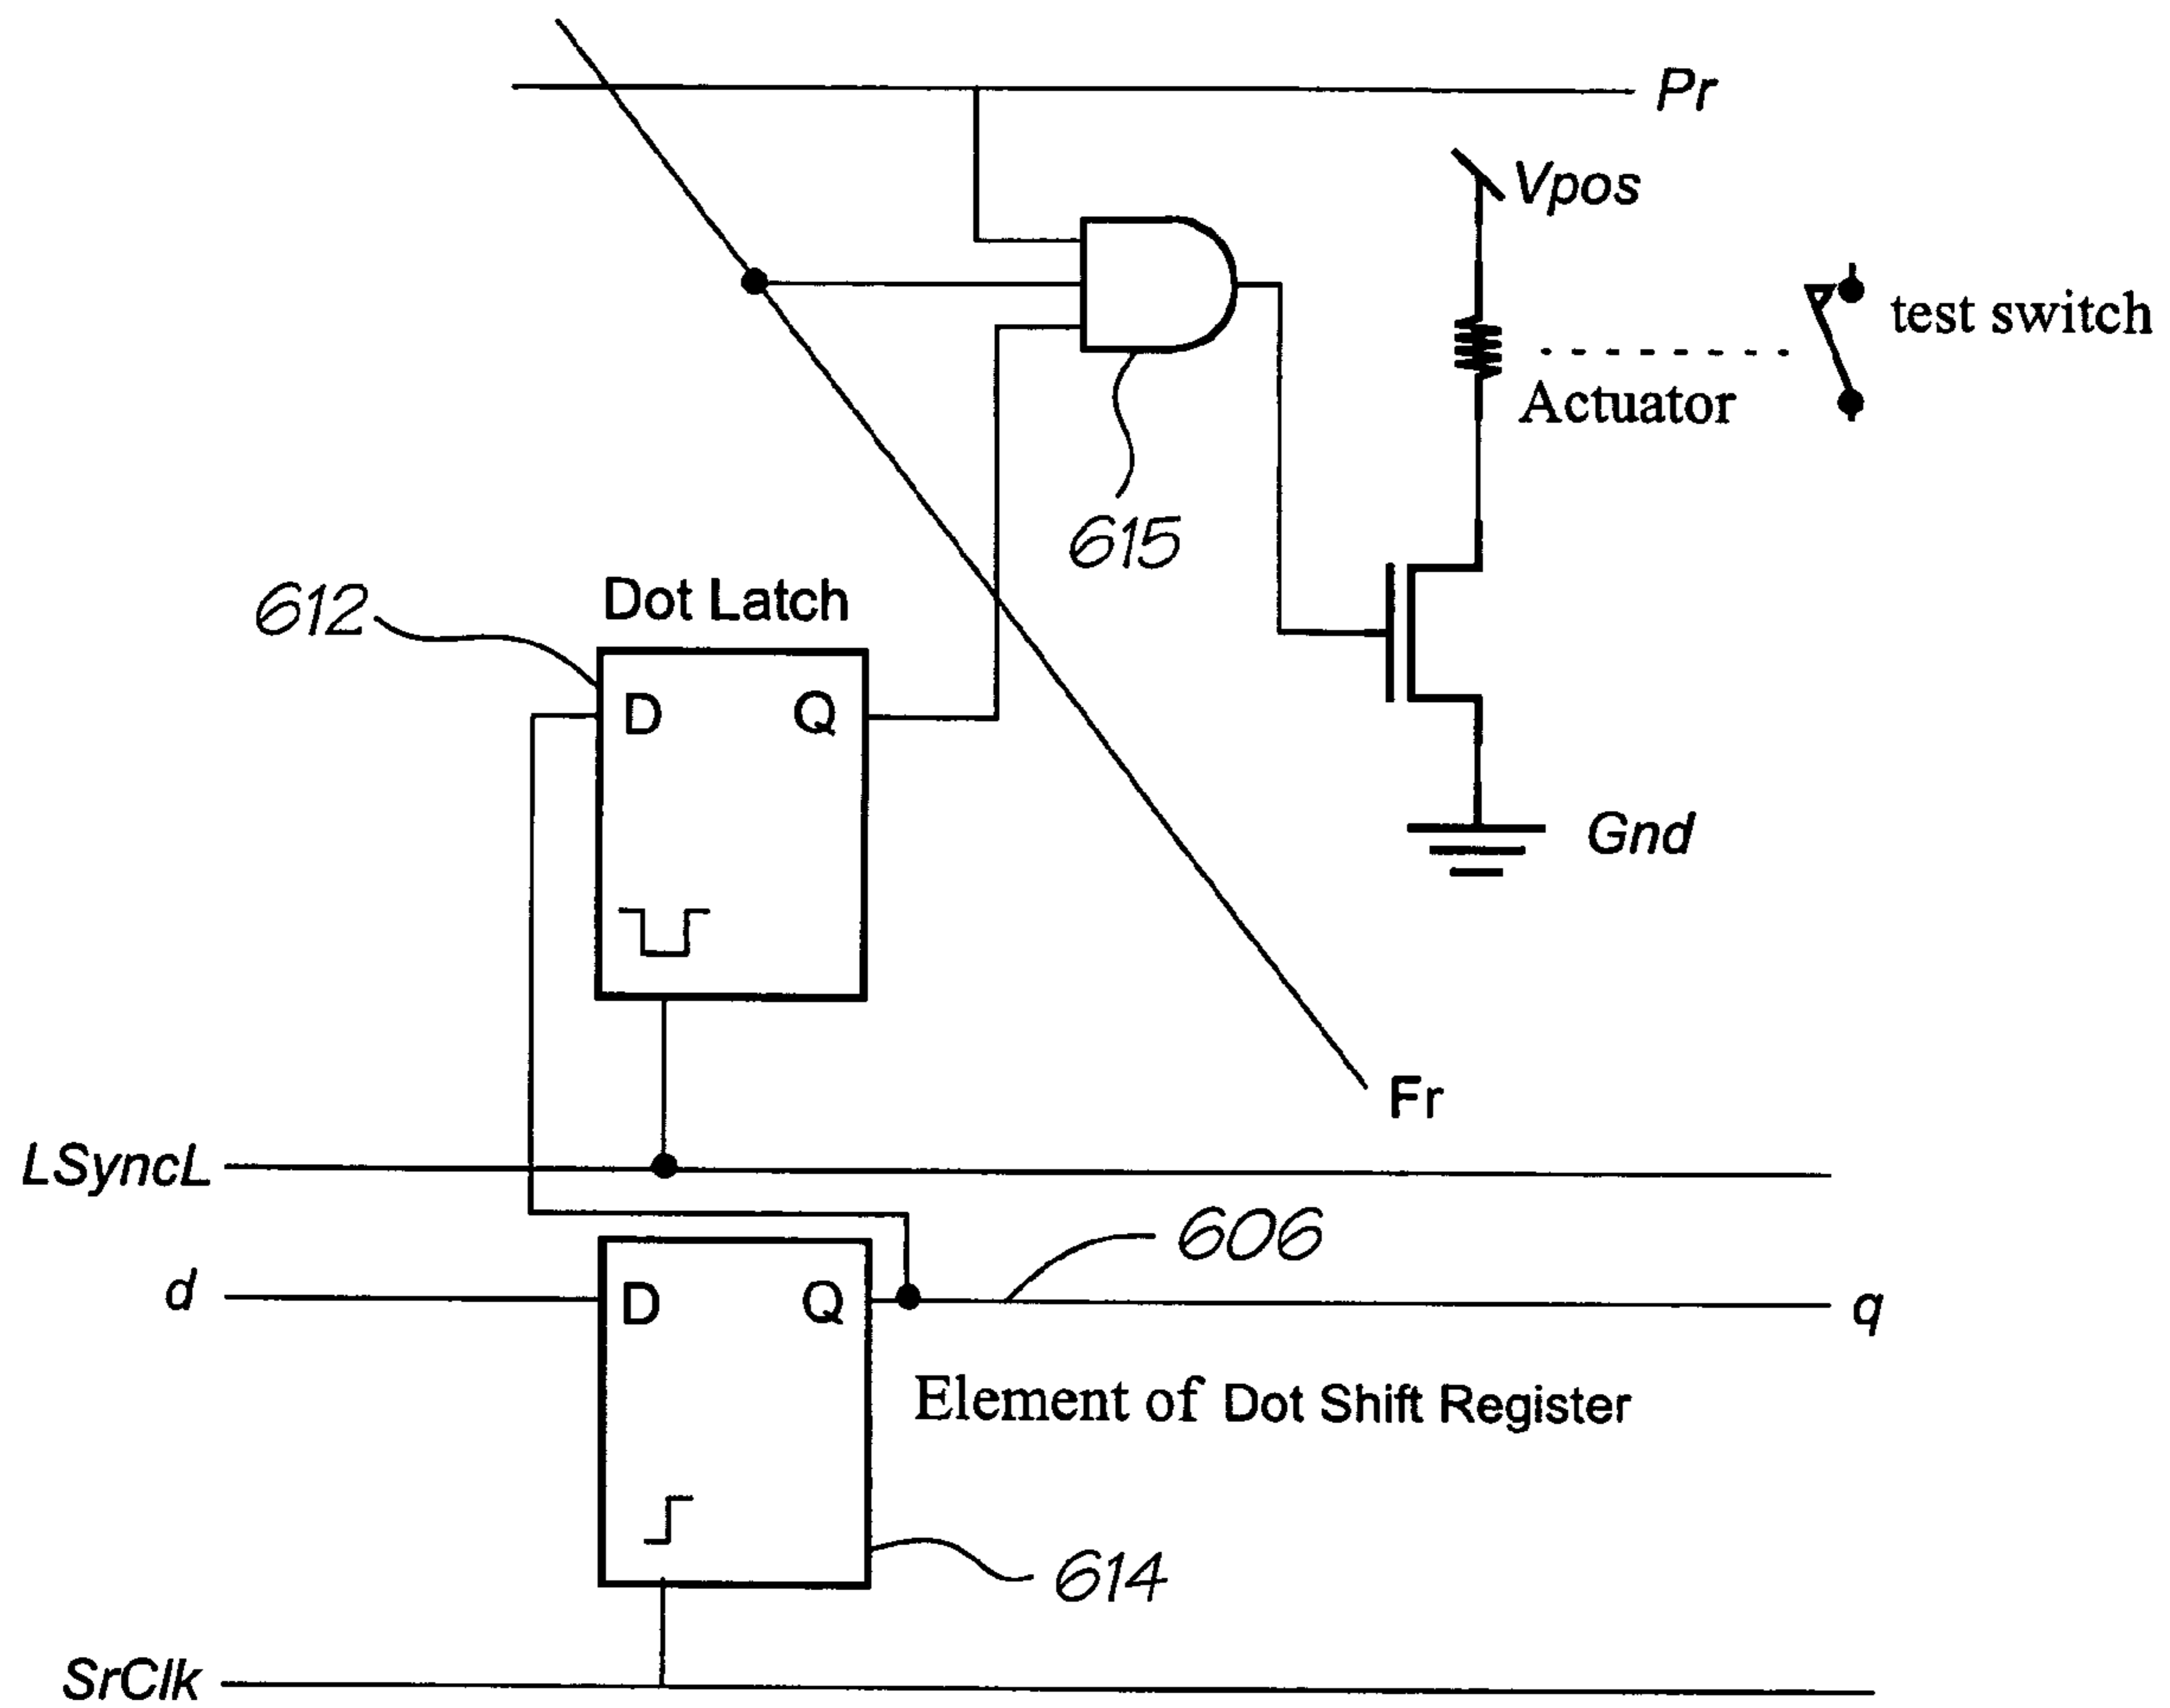 Pr
Vpos
test switch
Actuator
615
612
Dot Latch
D Q
Gnd
Fr
LSyncL
606
d
D Q
q
Element of Dot Shift Register
614
SrClk